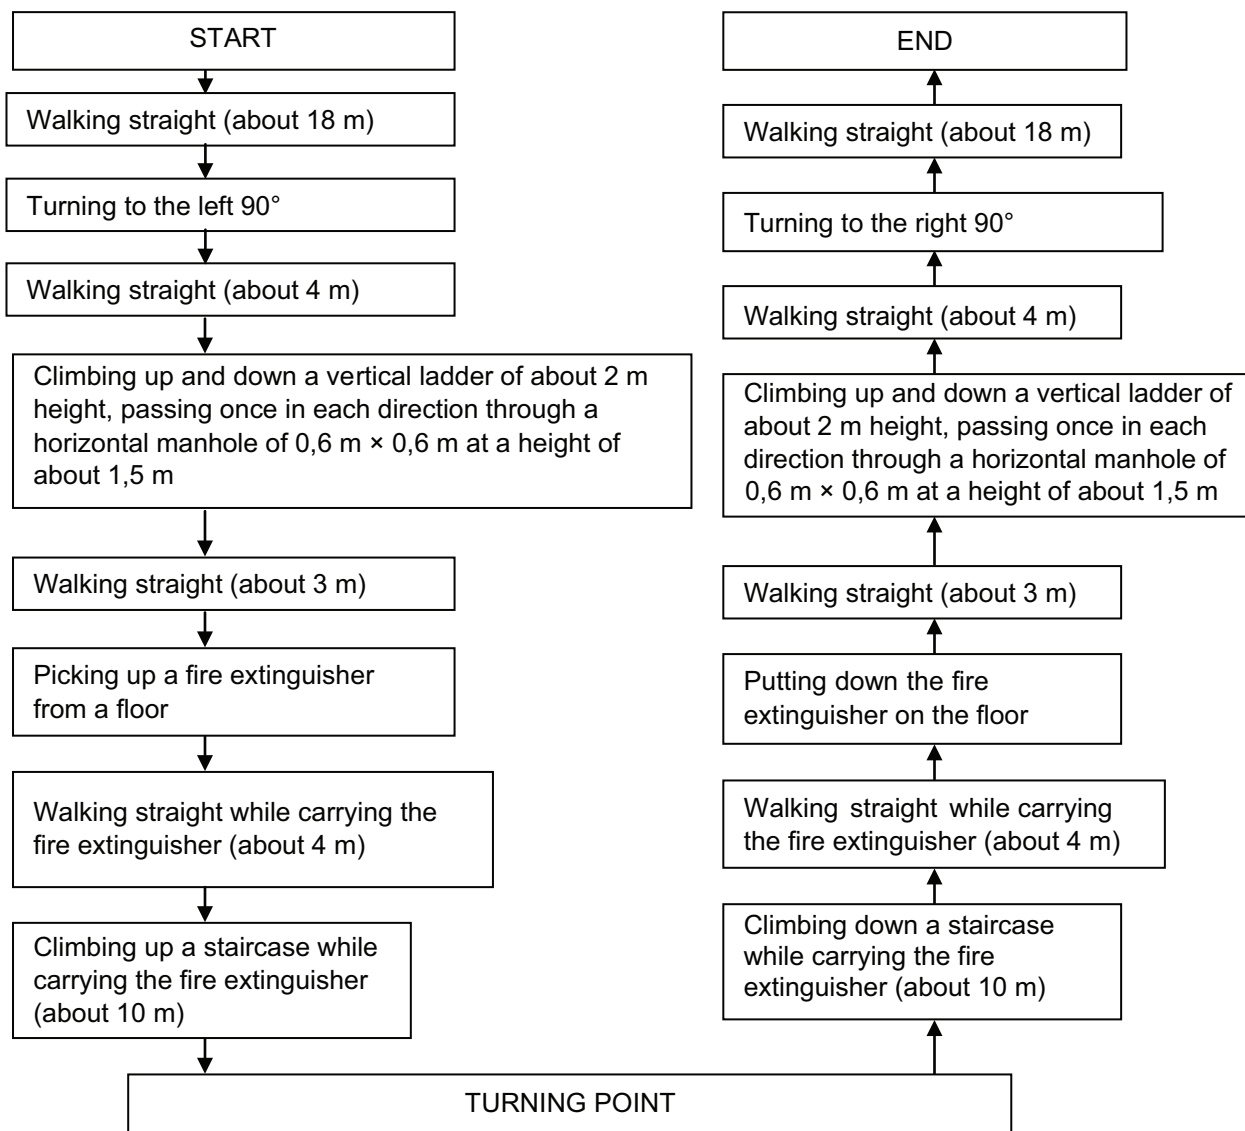 START
Walking straight (about 18 m)
Turning to the left 90°
Walking straight (about 4 m)
Climbing up and down a vertical ladder of about 2 m
height, passing once in each direction through a
horizontal manhole of 0,6 m × 0,6 m at a height of
about 1,5 m
Walking straight (about 3 m)
Picking up a fire extinguisher
from a floor
Walking straight while carrying the
fire extinguisher (about 4 m)
Climbing up a staircase while
carrying the fire extinguisher
(about 10 m)
TURNING POINT
Climbing down a staircase
while carrying the fire
extinguisher (about 10 m)
Walking straight while carrying
the fire extinguisher (about 4 m)
Putting down the fire
extinguisher on the floor
Walking straight (about 3 m)
Climbing up and down a vertical ladder of
about 2 m height, passing once in each
direction through a horizontal manhole of
0,6 m × 0,6 m at a height of about 1,5 m
Walking straight (about 4 m)
Turning to the right 90°
Walking straight (about 18 m)
END